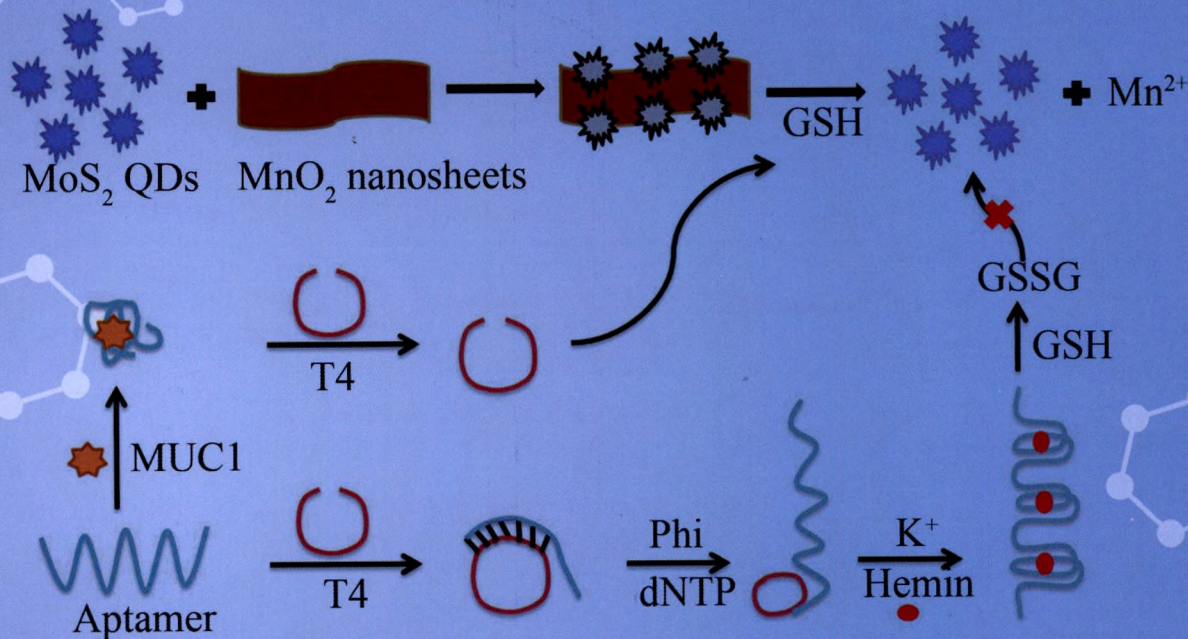 MoS₂ QDs
MnO₂ nanosheets
GSH
Mn²⁺
GSSG
GSH
T4
MUC1
Aptamer
T4
Phi
dNTP
K⁺
Hemin